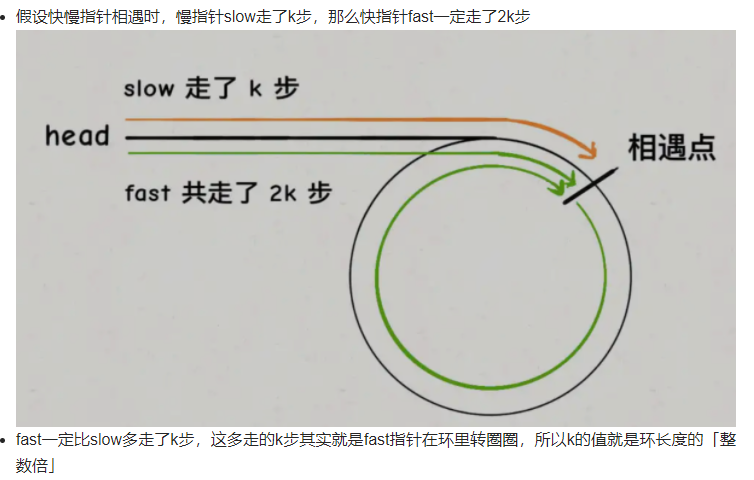 假设快慢指针相遇时，慢指针slow走了k步，那么快指针fast一定走了2k步
slow 走了 k 步
head
相遇点
fast 共走了 2k 步
fast一定比slow多走了k步，这多走的k步其实就是fast指针在环里转圈圈，所以k的值就是环长度的「整
数倍」